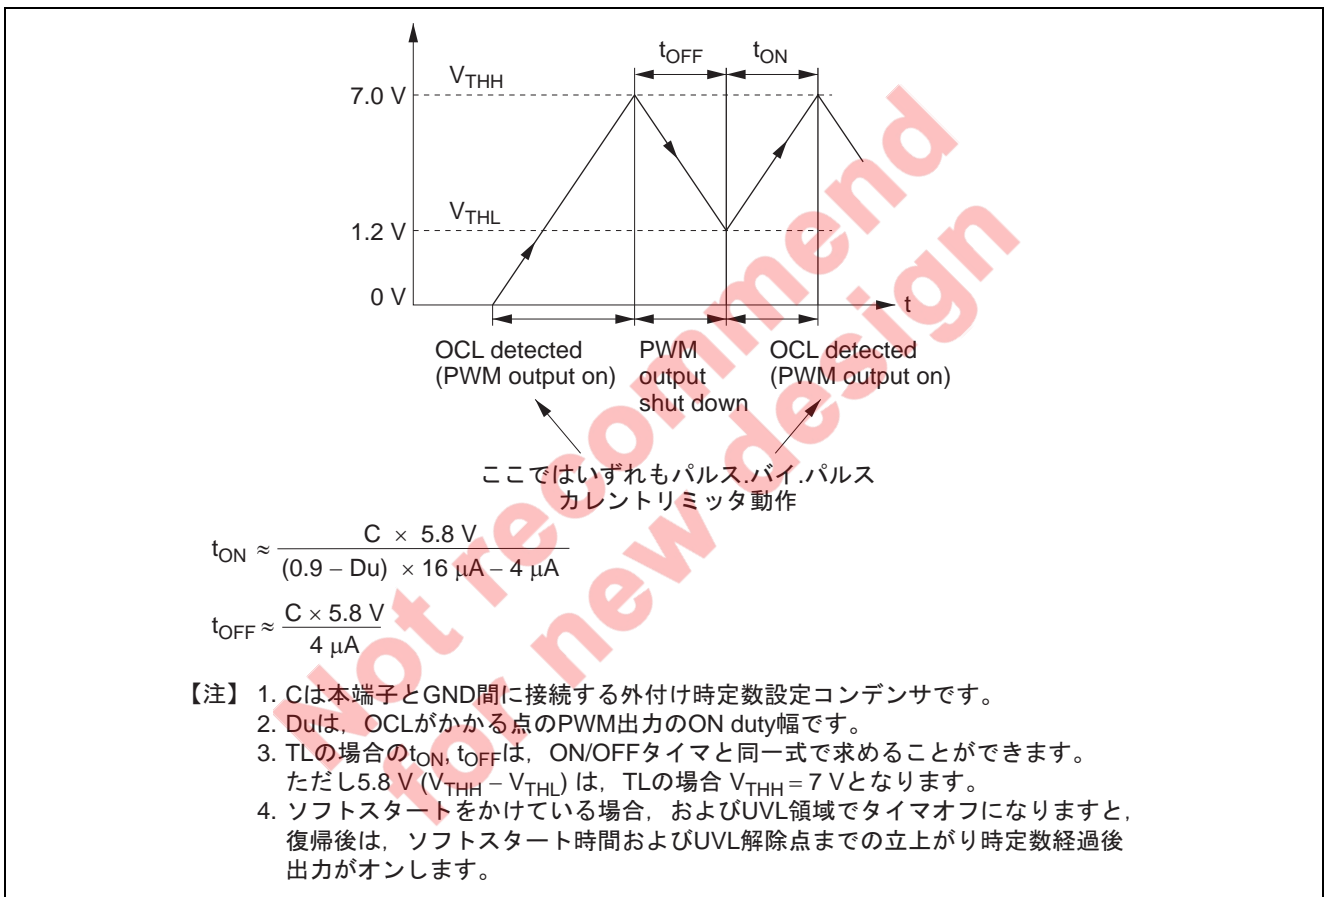 t_OFF t_ON
V_THH
7.0 V
V_THL
1.2 V
0 V
t
OCL detected
(PWM output on)
PWM
output
shut down
OCL detected
(PWM output on)
ここではいずれもパルス.バイ.パルス
カレントリミッタ動作
t_ON ≈ C × 5.8 V / (0.9 − Du) × 16 μA − 4 μA
t_OFF ≈ C × 5.8 V / 4 μA
【注】 1. Cは本端子とGND間に接続する外付け時定数設定コンデンサです。
2. Duは，OCLがかかる点のPWM出力のON duty幅です。
3. TLの場合のt_ON, t_OFFは，ON/OFFタイマと同一式で求めることができます。
ただし5.8 V (V_THH − V_THL) は，TLの場合 V_THH = 7 Vとなります。
4. ソフトスタートをかけている場合，およびUVL領域でタイマオフになりますと，
復帰後は，ソフトスタート時間およびUVL解除点までの立上がり時定数経過後
出力がオンします。
Not recommend
for new design